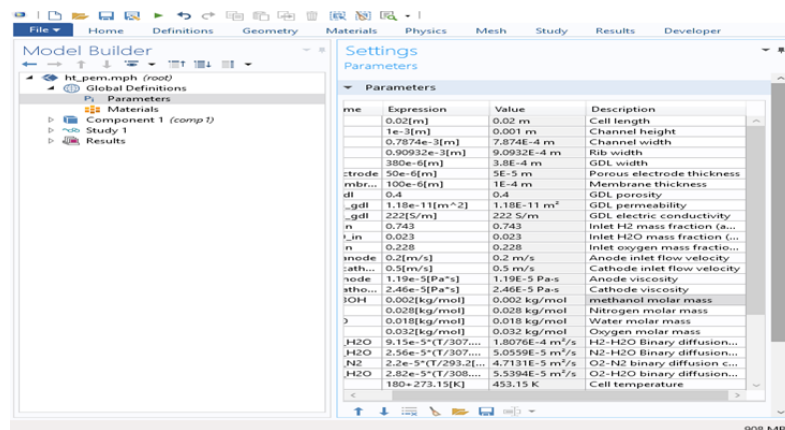 File Home Definitions Geometry Materials Physics Mesh Study Results Developer
Model Builder
ht_pem.mph (root)
Global Definitions
Pi Parameters
Materials
Component 1 (comp1)
Study 1
Results
Settings
Parameters
Parameters
me Expression Value Description
0.02[m] 0.02 m Cell length
1e-3[m] 0.001 m Channel height
0.7874e-3[m] 7.874E-4 m Channel width
0.90932e-3[m] 9.0932E-4 m Rib width
380e-6[m] 3.8E-4 m GDL width
ctrode 50e-6[m] 5E-5 m Porous electrode thickness
mbr... 100e-6[m] 1E-4 m Membrane thickness
dl 0.4 0.4 GDL porosity
_gdl 1.18e-11[m^2] 1.18E-11 m² GDL permeability
_gdl 222[S/m] 222 S/m GDL electric conductivity
n 0.743 0.743 Inlet H2 mass fraction (a...
_in 0.023 0.023 Inlet H2O mass fraction (...
n 0.228 0.228 Inlet oxygen mass fractio...
anode 0.2[m/s] 0.2 m/s Anode inlet flow velocity
cath... 0.5[m/s] 0.5 m/s Cathode inlet flow velocity
node 1.19e-5[Pa*s] 1.19E-5 Pa·s Anode viscosity
atho... 2.46e-5[Pa*s] 2.46E-5 Pa·s Cathode viscosity
3OH 0.002[kg/mol] 0.002 kg/mol methanol molar mass
0.028[kg/mol] 0.028 kg/mol Nitrogen molar mass
O 0.018[kg/mol] 0.018 kg/mol Water molar mass
0.032[kg/mol] 0.032 kg/mol Oxygen molar mass
_H2O 9.15e-5*(T/307.... 1.8076E-4 m²/s H2-H2O Binary diffusion...
_H2O 2.56e-5*(T/307.... 5.0559E-5 m²/s N2-H2O Binary diffusion...
_N2 2.2e-5*(T/293.2[... 4.7131E-5 m²/s O2-N2 binary diffusion c...
_H2O 2.82e-5*(T/308.... 5.5394E-5 m²/s O2-H2O binary diffusion...
180+273.15[K] 453.15 K Cell temperature